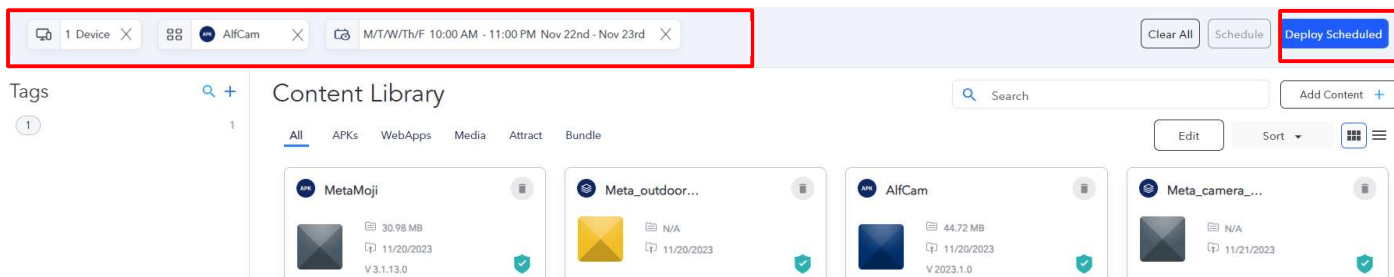 1 Device
APK AlfCam
M/T/W/Th/F 10:00 AM - 11:00 PM Nov 22nd - Nov 23rd
Clear All
Schedule
Deploy Scheduled
Tags
1
1
Content Library
Search
Add Content +
All APKs WebApps Media Attract Bundle
Edit
Sort
APK MetaMoji
30.98 MB
11/20/2023
V 3.1.13.0
Meta_outdoor...
N/A
11/20/2023
APK AlfCam
44.72 MB
11/20/2023
V 2023.1.0
Meta_camera_...
N/A
11/21/2023